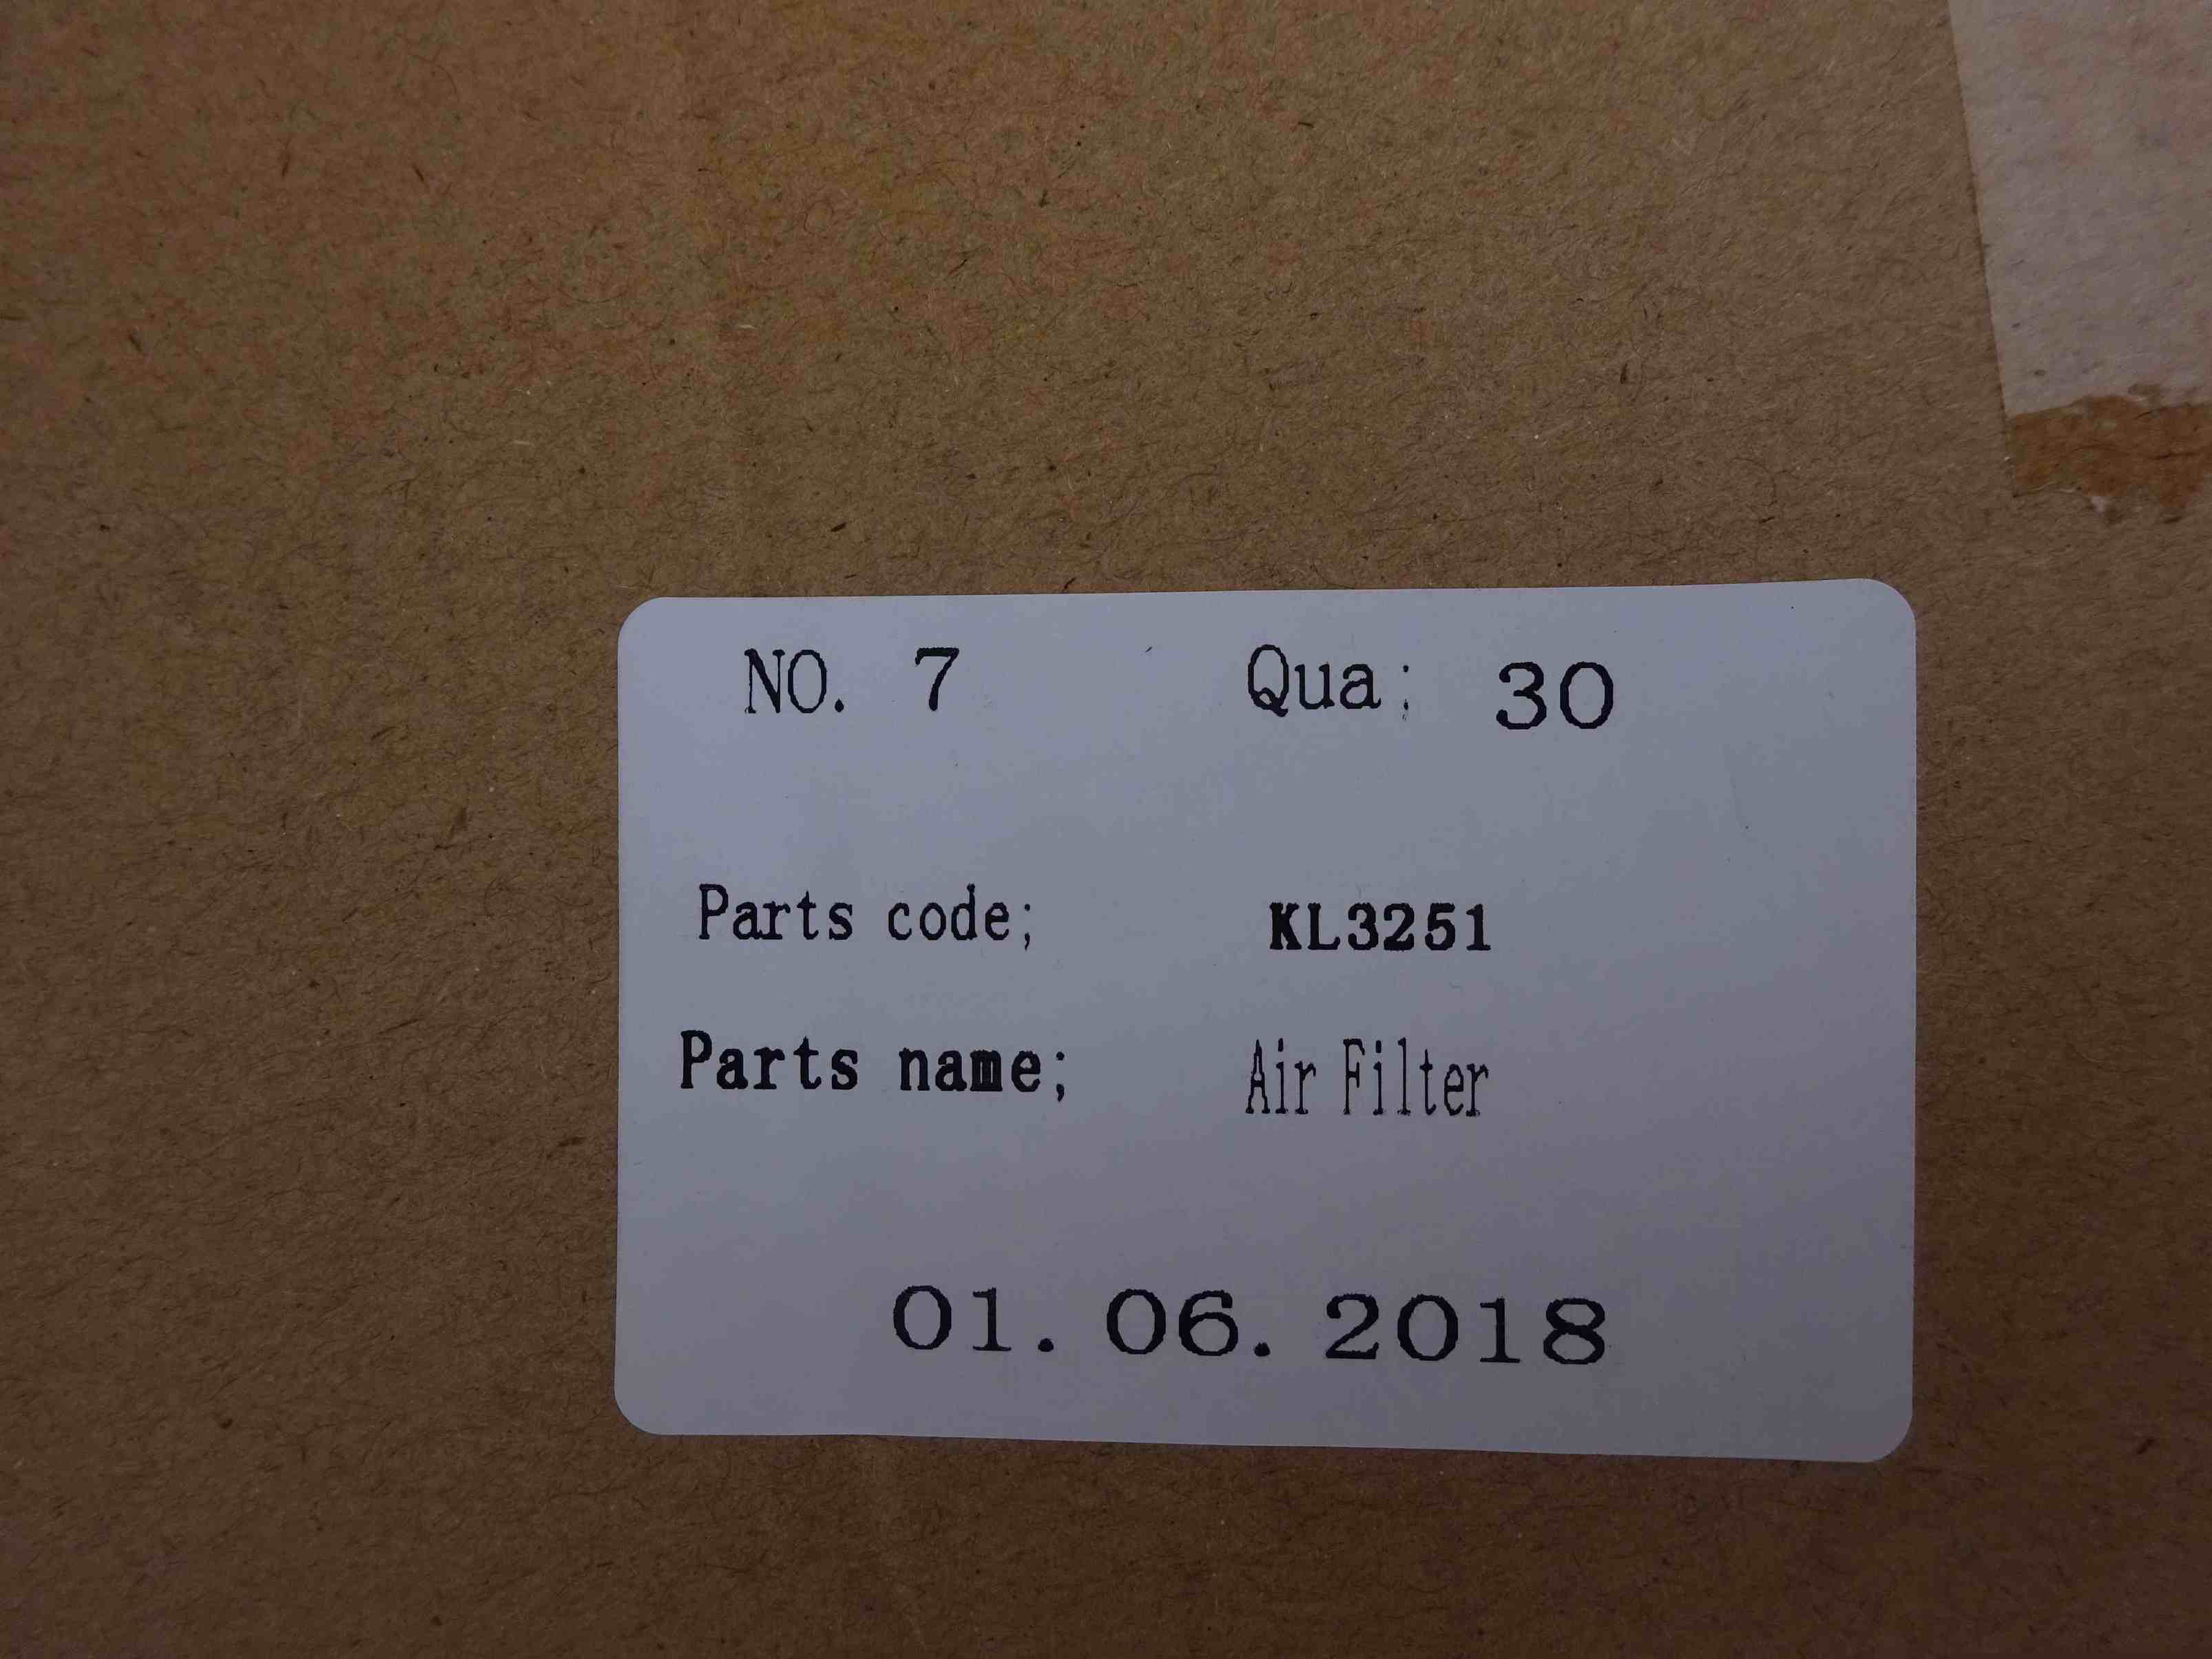 NO. 7 Qua; 30
Parts code; KL3251
Parts name; Air Filter
01. 06. 2018